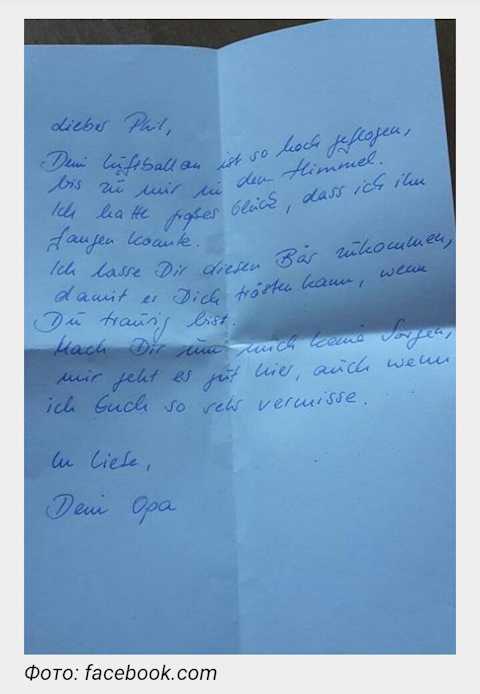 Lieber Phil,
Dein Luftballon ist so hoch geflogen,
bis zu mir in den Himmel.
Ich hatte großes Glück, dass ich ihn
fangen konnte.
Ich lasse Dir diesen Bär zukommen,
damit er Dich trösten kann, wenn
Du traurig bist.
Mach Dir um mich keine Sorgen,
mir geht es gut hier, auch wenn
ich Euch so sehr vermisse.
In Liebe,
Dein Opa
Фото: facebook.com